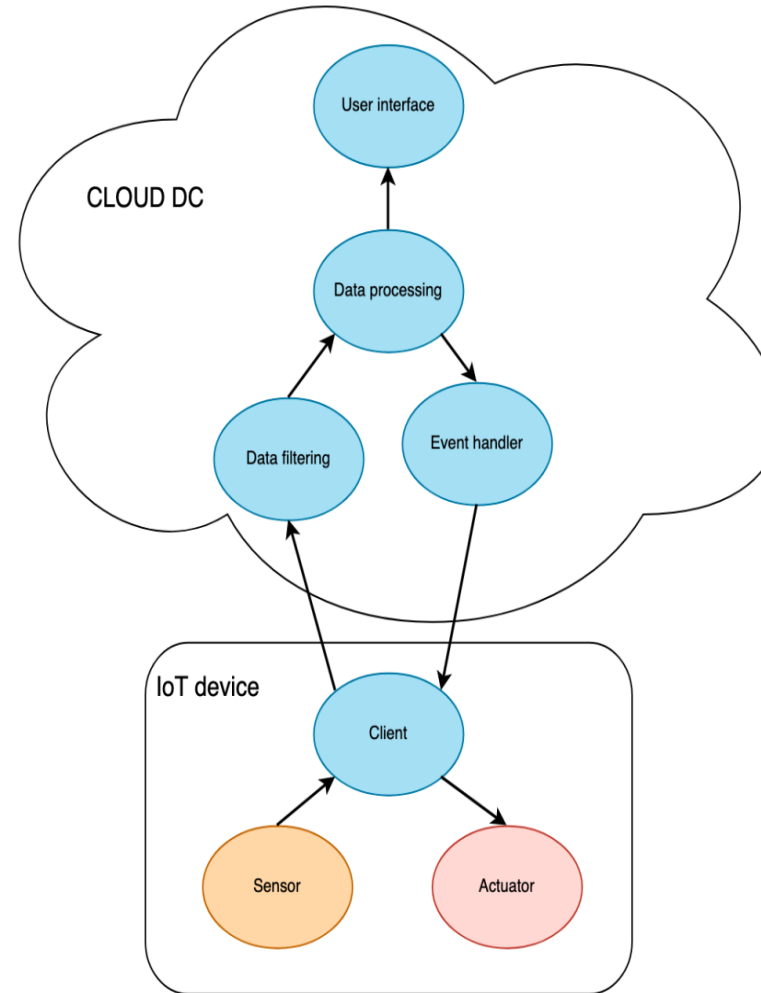 User interface
CLOUD DC
Data processing
Data filtering
Event handler
IoT device
Client
Sensor
Actuator